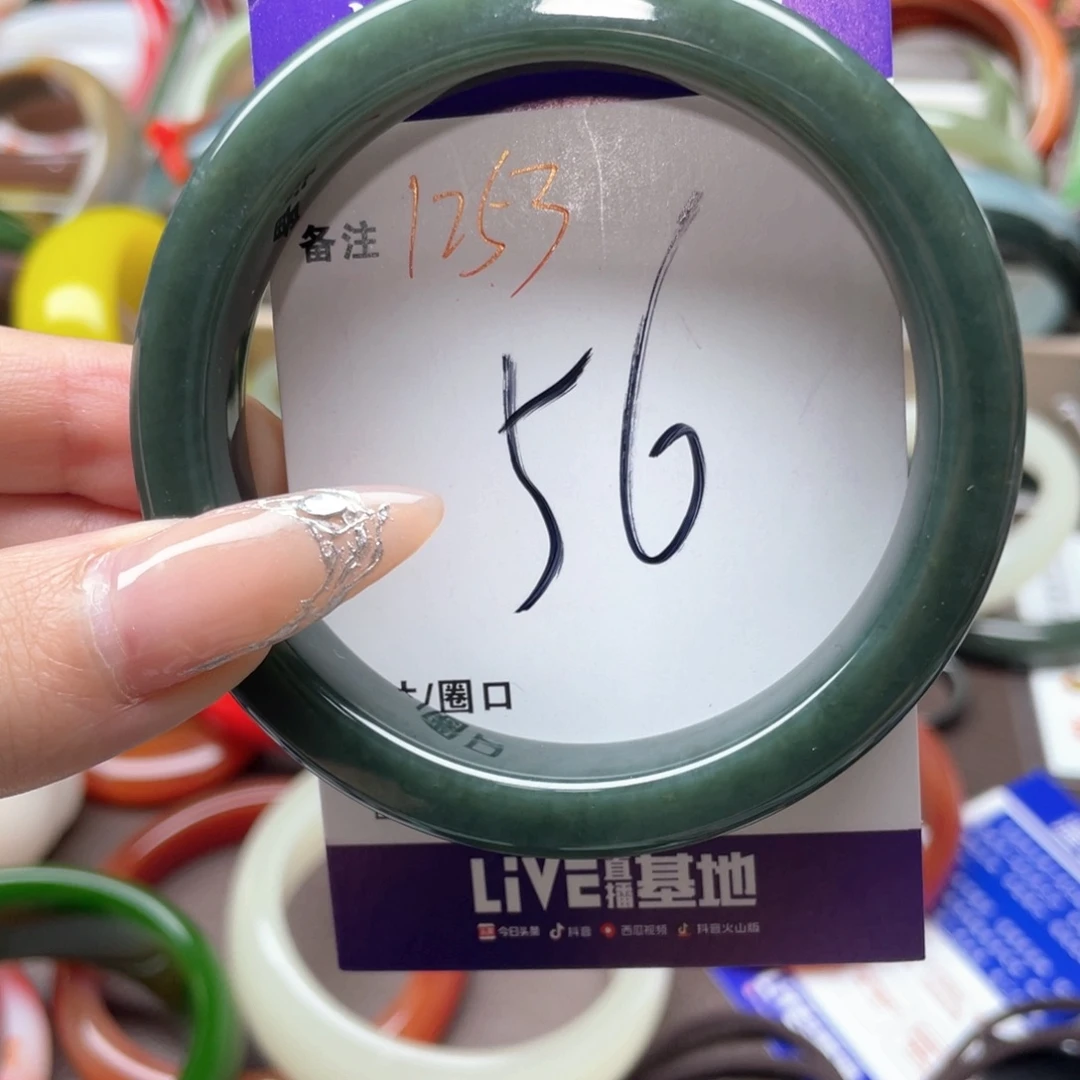 备注 1253
56
/圈口
LiVE直播基地
今日头条 抖音 西瓜视频 抖音火山版